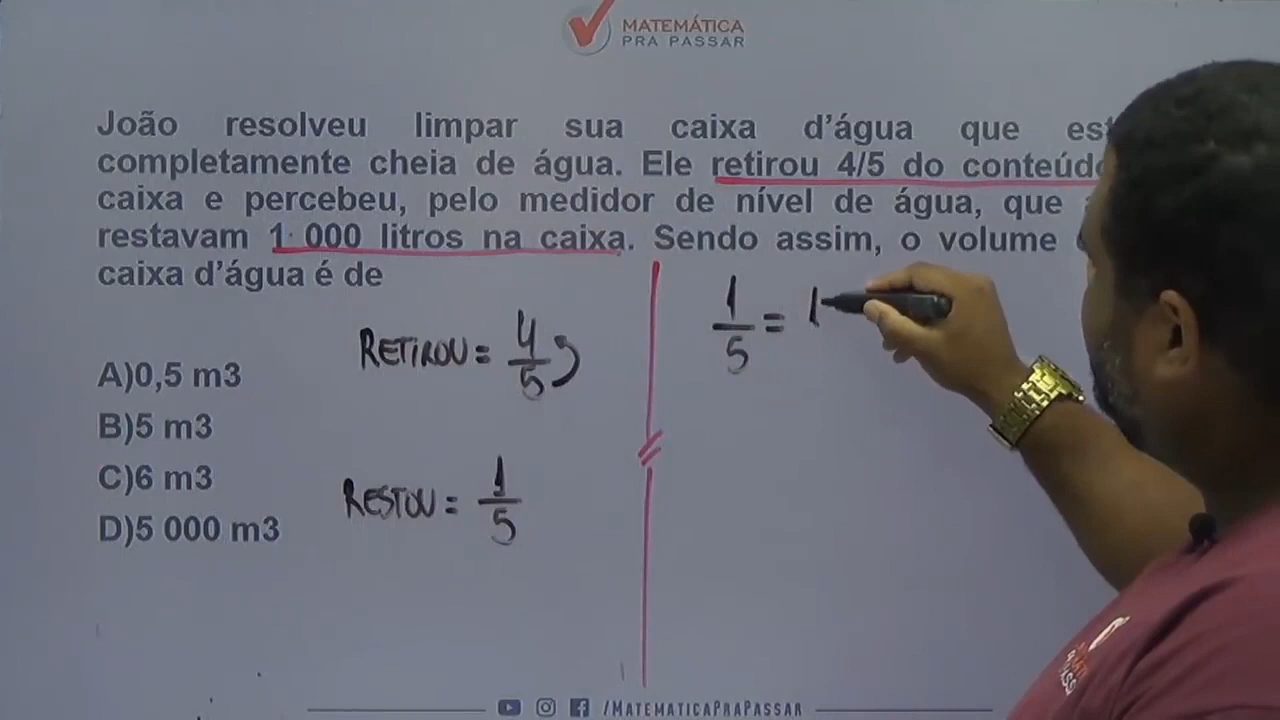 MATEMÁTICA
PRA PASSAR
João resolveu limpar sua caixa d'água que
completamente cheia de água. Ele retirou 4/5 do conteúdo
caixa e percebeu, pelo medidor de nível de água, que
restavam 1 000 litros na caixa. Sendo assim, o volume
caixa d'água é de
A)0,5 m3
B)5 m3
C)6 m3
D)5 000 m3
RETIROU = 4/5
RESTOU = 1/5
1/5 = 1
/MATEMATICAPRAPASSAR